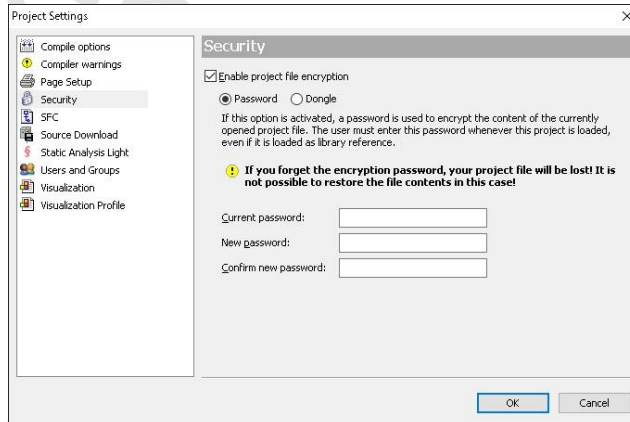 Project Settings
Compile options
Compiler warnings
Page Setup
Security
SFC
Source Download
Static Analysis Light
Users and Groups
Visualization
Visualization Profile
Security
Enable project file encryption
Password Dongle
If this option is activated, a password is used to encrypt the content of the currently
opened project file. The user must enter this password whenever this project is loaded,
even if it is loaded as library reference.
If you forget the encryption password, your project file will be lost! It is
not possible to restore the file contents in this case!
Current password:
New password:
Confirm new password:
OK Cancel